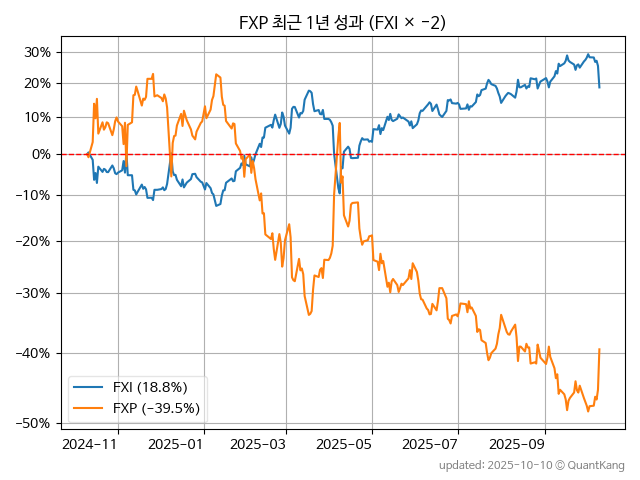 FXP 최근 1년 성과 (FXI × −2)
30%
20%
10%
0%
−10%
−20%
−30%
−40%
−50%
FXI (18.8%)
FXP (−39.5%)
2024−11 2025−01 2025−03 2025−05 2025−07 2025−09
updated: 2025-10-10 © QuantKang